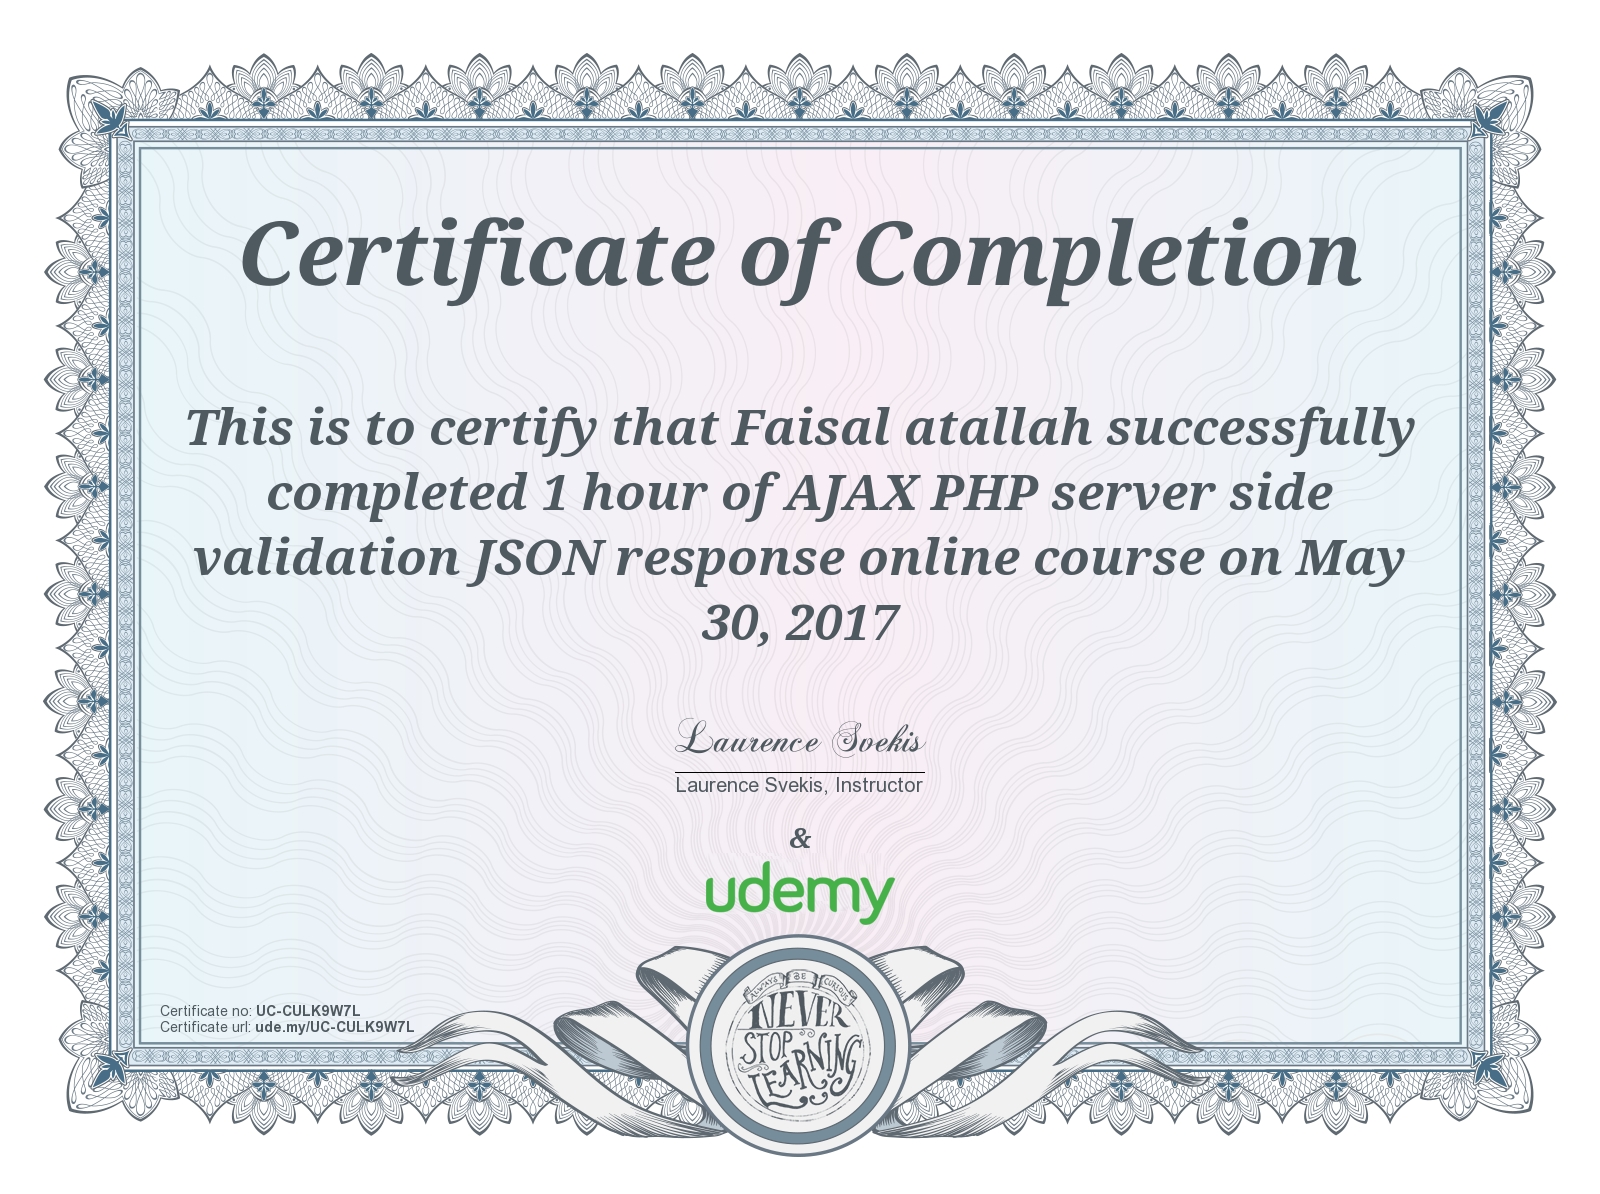 Certificate of Completion
This is to certify that Faisal atallah successfully
completed 1 hour of AJAX PHP server side
validation JSON response online course on May
30, 2017
Laurence Svekis
Laurence Svekis, Instructor
&
udemy
Certificate no: UC-CULK9W7L
Certificate url: ude.my/UC-CULK9W7L
ALWAYS BE CURIOUS
NEVER
STOP
LEARNING